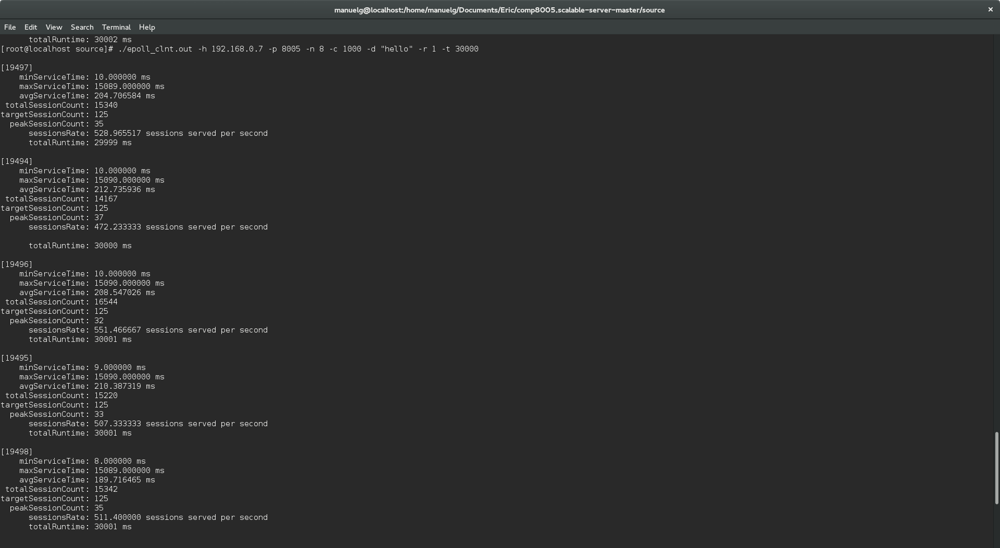 manuelg@localhost:/home/manuelg/Documents/Eric/comp8005.scalable-server-master/source
×
File Edit View Search Terminal Help
totalRuntime: 30002 ms
[root@localhost source]# ./epoll_clnt.out -h 192.168.0.7 -p 8005 -n 8 -c 1000 -d "hello" -r 1 -t 30000
[19497]
minServiceTime: 10.000000 ms
maxServiceTime: 15089.000000 ms
avgServiceTime: 204.706584 ms
totalSessionCount: 15340
targetSessionCount: 125
peakSessionCount: 35
sessionsRate: 528.965517 sessions served per second
totalRuntime: 29999 ms
[19494]
minServiceTime: 10.000000 ms
maxServiceTime: 15090.000000 ms
avgServiceTime: 212.735936 ms
totalSessionCount: 14167
targetSessionCount: 125
peakSessionCount: 37
sessionsRate: 472.233333 sessions served per second
totalRuntime: 30000 ms
[19496]
minServiceTime: 10.000000 ms
maxServiceTime: 15090.000000 ms
avgServiceTime: 208.547026 ms
totalSessionCount: 16544
targetSessionCount: 125
peakSessionCount: 32
sessionsRate: 551.466667 sessions served per second
totalRuntime: 30001 ms
[19495]
minServiceTime: 9.000000 ms
maxServiceTime: 15090.000000 ms
avgServiceTime: 210.387319 ms
totalSessionCount: 15220
targetSessionCount: 125
peakSessionCount: 33
sessionsRate: 507.333333 sessions served per second
totalRuntime: 30001 ms
[19498]
minServiceTime: 8.000000 ms
maxServiceTime: 15089.000000 ms
avgServiceTime: 189.716465 ms
totalSessionCount: 15342
targetSessionCount: 125
peakSessionCount: 35
sessionsRate: 511.400000 sessions served per second
totalRuntime: 30001 ms